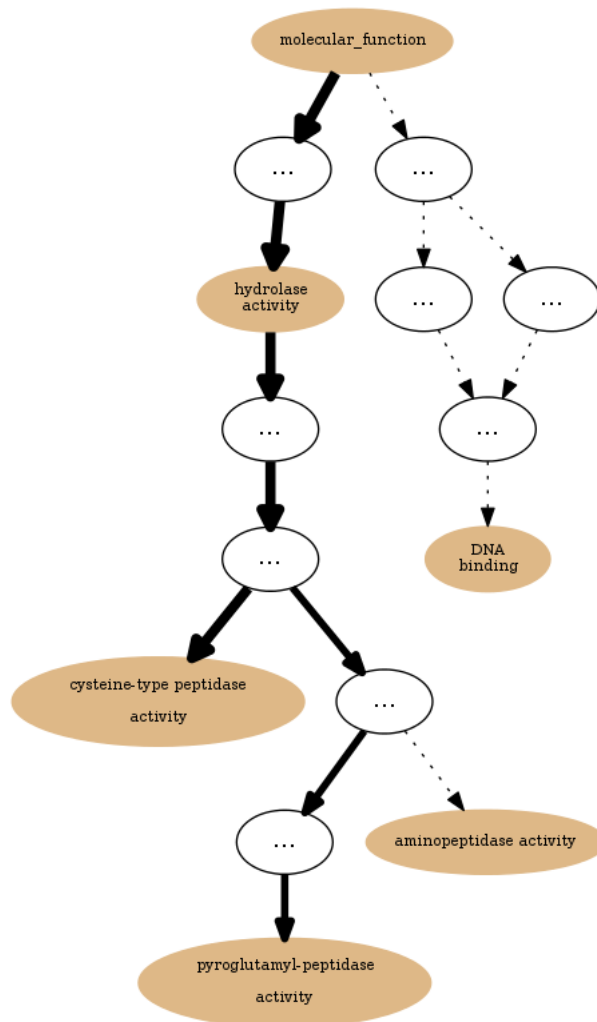 molecular_function
...
...
hydrolase
activity
...
...
...
...
...
DNA
binding
cysteine-type peptidase
activity
...
...
aminopeptidase activity
pyroglutamyl-peptidase
activity